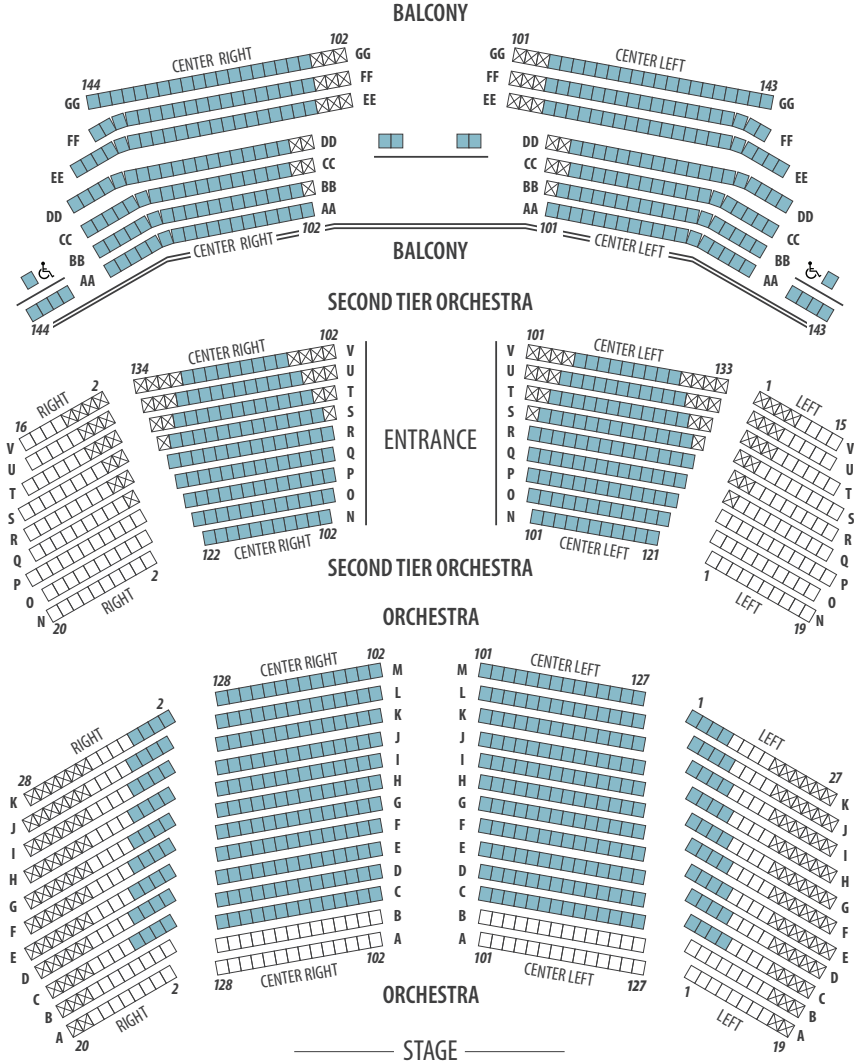 BALCONY
102 101
CENTER RIGHT GG GG CENTER LEFT
144 FF FF 143
GG EE EE GG
FF FF
DD DD
EE CC CC EE
BB BB
DD AA AA DD
CC 102 101 CC
BB CENTER RIGHT CENTER LEFT BB
AA BALCONY AA
144 143
SECOND TIER ORCHESTRA
102 101
CENTER RIGHT V V CENTER LEFT
134 U U 133
2 T T 1
RIGHT S S LEFT
16 R R 15
V Q ENTRANCE Q V
U P P U
T O O T
S N N S
R 102 101 R
Q 122 CENTER RIGHT CENTER LEFT 121 Q
P 2 1 P
O RIGHT SECOND TIER ORCHESTRA LEFT O
N 20 19 N
ORCHESTRA
102 101
CENTER RIGHT M M CENTER LEFT
128 L L 127
2 K K 1
RIGHT J J LEFT
28 I I 27
K H H K
J G G J
I F F I
H E E H
G D D G
F C C F
E B B E
D A A D
C 102 101 C
B 128 CENTER RIGHT CENTER LEFT 127 B
A 2 1 A
20 RIGHT ORCHESTRA LEFT 19
STAGE